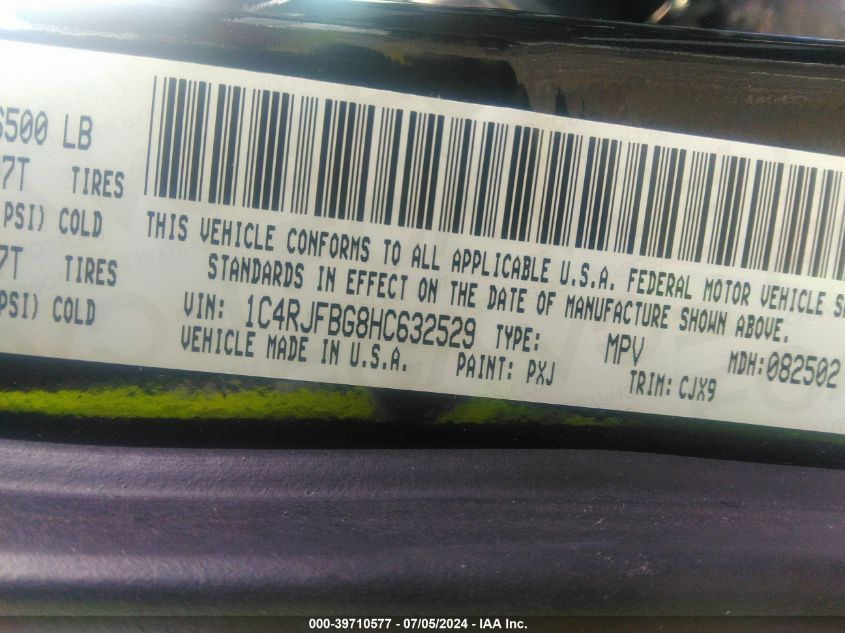 6500 LB
7T TIRES
PSI) COLD
7T TIRES
PSI) COLD
THIS VEHICLE CONFORMS TO ALL APPLICABLE U.S.A. FEDERAL MOTOR VEHICLE
STANDARDS IN EFFECT ON THE DATE OF MANUFACTURE SHOWN ABOVE.
VIN: 1C4RJFBG8HC632529 TYPE: MPV MDH:082502
VEHICLE MADE IN U.S.A. PAINT: PXJ TRIM: CJX9
000-39710577 - 07/05/2024 - IAA Inc.